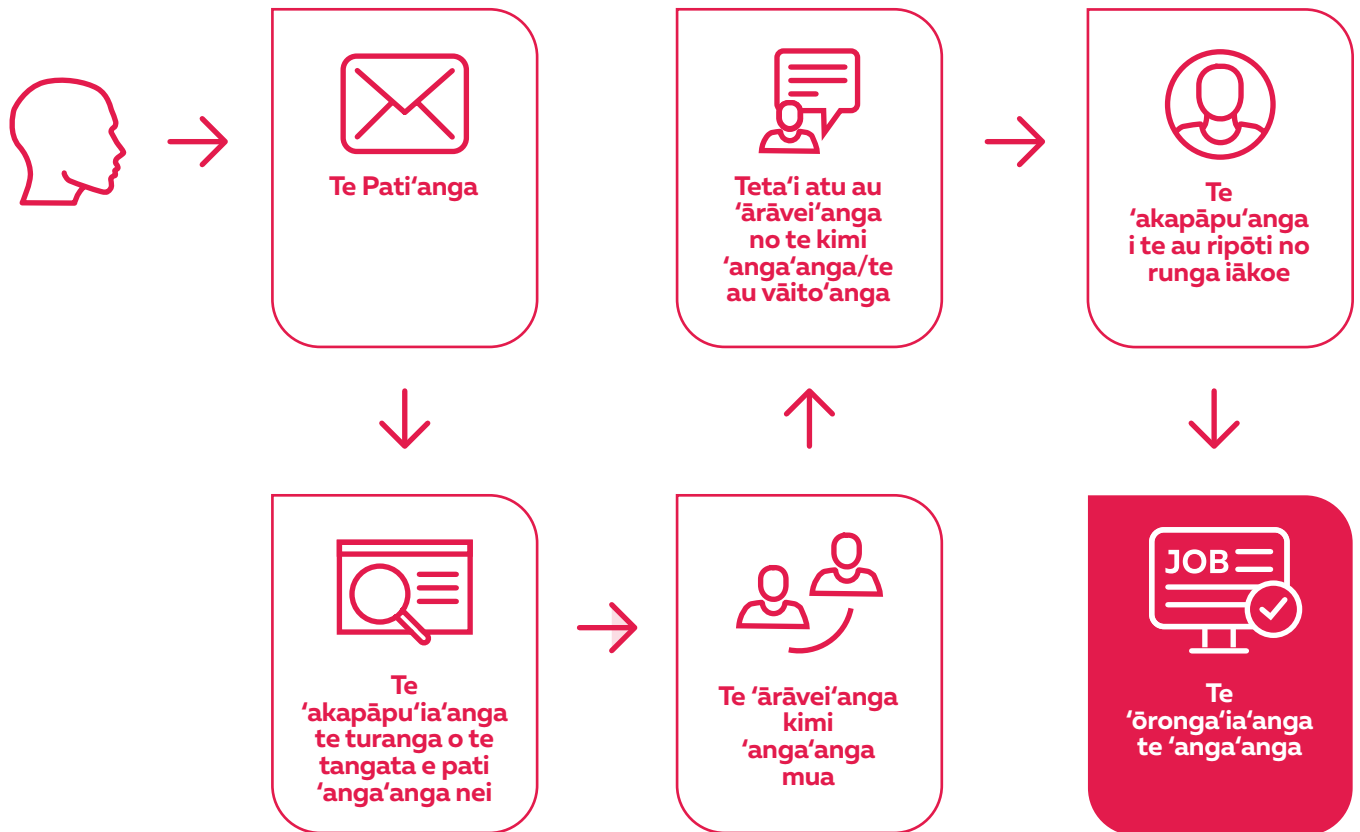 Te Pati‘anga
Te
‘akapāpu‘ia‘anga
te turanga o te
tangata e pati
‘anga‘anga nei
Te ‘ārāvei‘anga
kimi
‘anga‘anga
mua
Teta‘i atu au
‘ārāvei‘anga
no te kimi
‘anga‘anga/te
au vāito‘anga
Te
‘akapāpu‘anga
i te au ripōti no
runga iākoe
JOB
Te
‘ōronga‘ia‘anga
te ‘anga‘anga